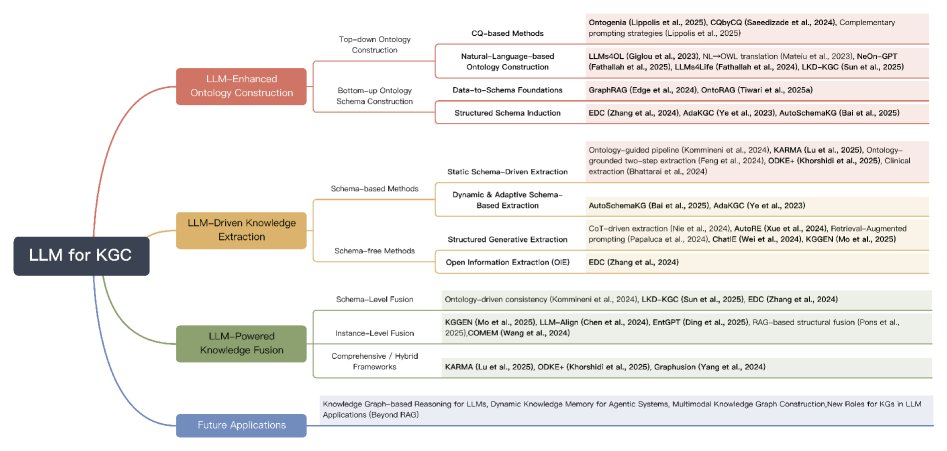 LLM for KGC
LLM–Enhanced
Ontology Construction
Top-down Ontology
Construction
CQ-based Methods
Ontogenia (Lippolis et al., 2025), CQbyCQ (Saeedizade et al., 2024), Complementary
prompting strategies (Lippolis et al., 2025)
Natural-Language-based
Ontology Construction
LLMs4OL (Giglou et al., 2023), NL→OWL translation (Mateiu et al., 2023), NeOn-GPT
(Fathallah et al., 2025), LLMs4Life (Fathallah et al., 2024), LKD-KGC (Sun et al., 2025)
Bottom-up Ontology
Schema Construction
Data-to-Schema Foundations
GraphRAG (Edge et al., 2024), OntoRAG (Tiwari et al., 2025a)
Structured Schema Induction
EDC (Zhang et al., 2024), AdaKGC (Ye et al., 2023), AutoSchemaKG (Bai et al., 2025)
LLM–Driven Knowledge
Extraction
Schema-based Methods
Static Schema-Driven Extraction
Ontology-guided pipeline (Kommineni et al., 2024), KARMA (Lu et al., 2025), Ontology-
grounded two-step extraction (Feng et al., 2024), ODKE+ (Khorshidi et al., 2025), Clinical
extraction (Bhattarai et al., 2024)
Dynamic & Adaptive Schema-
Based Extraction
AutoSchemaKG (Bai et al., 2025), AdaKGC (Ye et al., 2023)
Schema-free Methods
Structured Generative Extraction
CoT-driven extraction (Nie et al., 2024), AutoRE (Xue et al., 2024), Retrieval-Augmented
prompting (Papaluca et al., 2024), ChatIE (Wei et al., 2024), KGGEN (Mo et al., 2025)
Open Information Extraction (OIE)
EDC (Zhang et al., 2024)
LLM–Powered
Knowledge Fusion
Schema-Level Fusion
Ontology-driven consistency (Kommineni et al., 2024), LKD-KGC (Sun et al., 2025), EDC (Zhang et al., 2024)
Instance-Level Fusion
KGGEN (Mo et al., 2025), LLM-Align (Chen et al., 2024), EntGPT (Ding et al., 2025), RAG-based structural fusion (Pons et al.,
2025),COMEM (Wang et al., 2024)
Comprehensive / Hybrid
Frameworks
KARMA (Lu et al., 2025), ODKE+ (Khorshidi et al., 2025), Graphusion (Yang et al., 2024)
Future Applications
Knowledge Graph-based Reasoning for LLMs, Dynamic Knowledge Memory for Agentic Systems, Multimodal Knowledge Graph Construction,New Roles for KGs in LLM
Applications (Beyond RAG)